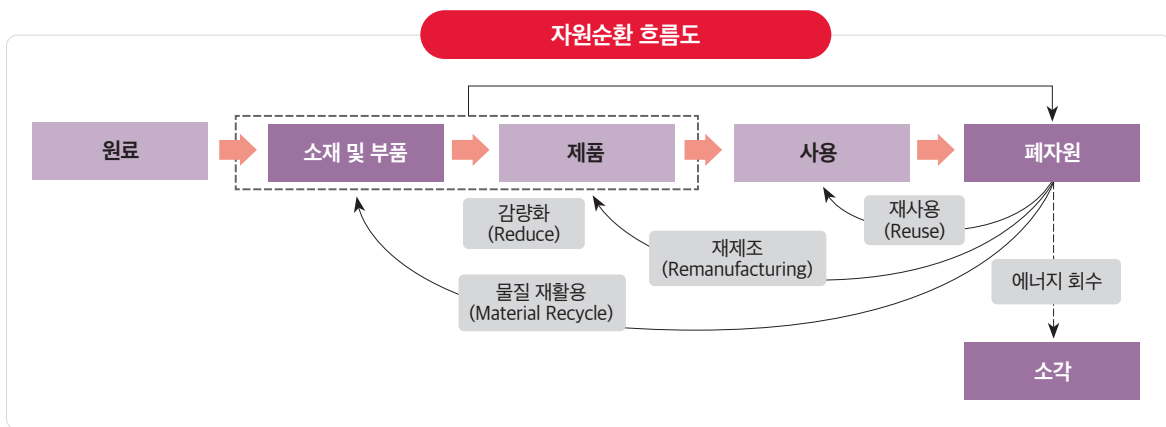 자원순환 흐름도
원료
소재 및 부품
제품
사용
폐자원
감량화
(Reduce)
재사용
(Reuse)
재제조
(Remanufacturing)
에너지 회수
물질 재활용
(Material Recycle)
소각